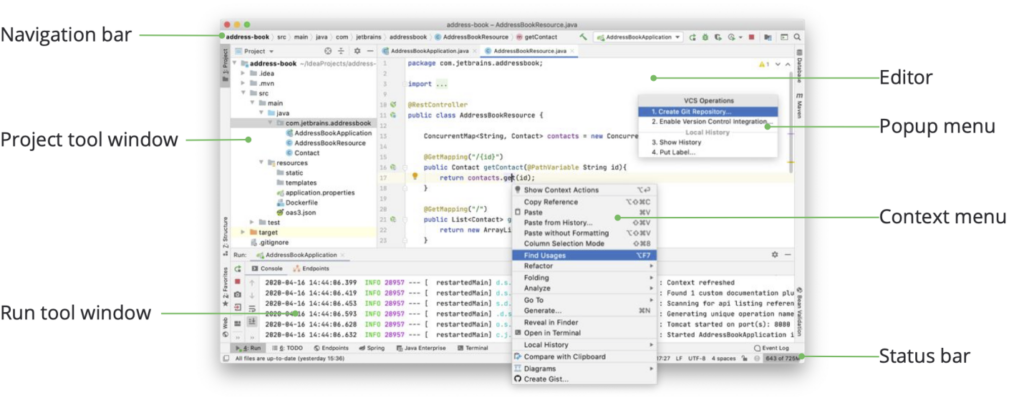 Navigation bar
Project tool window
Run tool window
Editor
Popup menu
Context menu
Status bar
address-book – AddressBookResource.java
address-book › src › main › java › com › jetbrains › addressbook › AddressBookResource › getContact
AddressBookApplication
Project
AddressBookApplication.java
AddressBookResource.java
1: Project
address-book ~/IdeaProjects/address-
.idea
.mvn
src
main
java
com.jetbrains.addressbook
AddressBookApplication
AddressBookResource
Contact
resources
static
templates
application.properties
Dockerfile
oas3.json
test
target
.gitignore
1 package com.jetbrains.addressbook;
2
3 import ...
9
10 @RestController
11 public class AddressBookResource {
12
13 ConcurrentMap<String, Contact> contacts = new Concurre
14
15 @GetMapping("/{id}")
16 public Contact getContact(@PathVariable String id){
17 return contacts.get(id);
18 }
19
20 @GetMapping("/")
21 public List<Contact> g
22 return new ArrayLi
23 }
1
Database
Maven
Bean Validation
VCS Operations
1. Create Git Repository...
2. Enable Version Control Integration...
Local History
3. Show History
4. Put Label...
Show Context Actions ⌥⏎
Copy Reference ⌥⇧⌘C
Paste ⌘V
Paste from History... ⇧⌘V
Paste without Formatting ⌥⇧⌘V
Column Selection Mode ⇧⌘8
Find Usages ⌥F7
Refactor
Folding
Analyze
Go To
Generate... ⌘N
Reveal in Finder
Open in Terminal
Local History
Compare with Clipboard
Diagrams
Create Gist...
Z: Structure
2: Favorites
Web
Run: AddressBookApplication
Console
Endpoints
2020-04-16 14:44:06.399 INFO 28957 --- [ restartedMain] d.s. : Context refreshed
2020-04-16 14:44:06.419 INFO 28957 --- [ restartedMain] d.s. : Found 1 custom documentation plu
2020-04-16 14:44:06.453 INFO 28957 --- [ restartedMain] s.d. : Scanning for api listing referen
2020-04-16 14:44:06.593 INFO 28957 --- [ restartedMain] .d.s : Generating unique operation name
2020-04-16 14:44:06.628 INFO 28957 --- [ restartedMain] o.s. : Tomcat started on port(s): 8080
2020-04-16 14:44:06.632 INFO 28957 --- [ restartedMain] c.j. : Started AddressBookApplication i
4: Run
6: TODO
Endpoints
Spring
Java Enterprise
Terminal
Event Log
All files are up-to-date (yesterday 15:36)
17:27 LF UTF-8 4 spaces
843 of 725